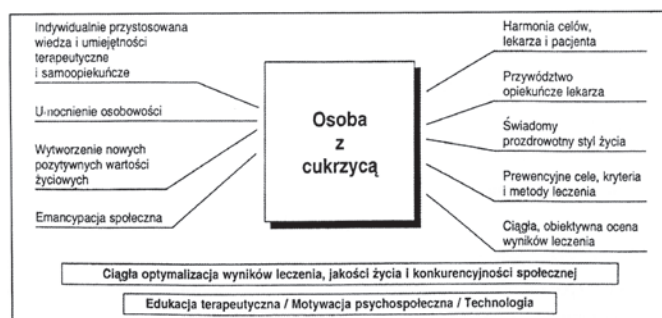 Indywidualnie przystosowana
wiedza i umiejętności
terapeutyczne
i samoopiekuńcze
U-nocnienie osobowości
Wytworzenie nowych
pozytywnych wartości
życiowych
Emancypacja społeczna
Osoba
z
cukrzycą
Harmonia celów,
lekarza i pacjenta
Przywództwo
opiekuńcze lekarza
Świadomy
prozdrowotny styl życia
Prewencyjne cele, kryteria
i metody leczenia
Ciągła, obiektywna ocena
wyników leczenia
Ciągła optymalizacja wyników leczenia, jakości życia i konkurencyjności społecznej
Edukacja terapeutyczna / Motywacja psychospołeczna / Technologia